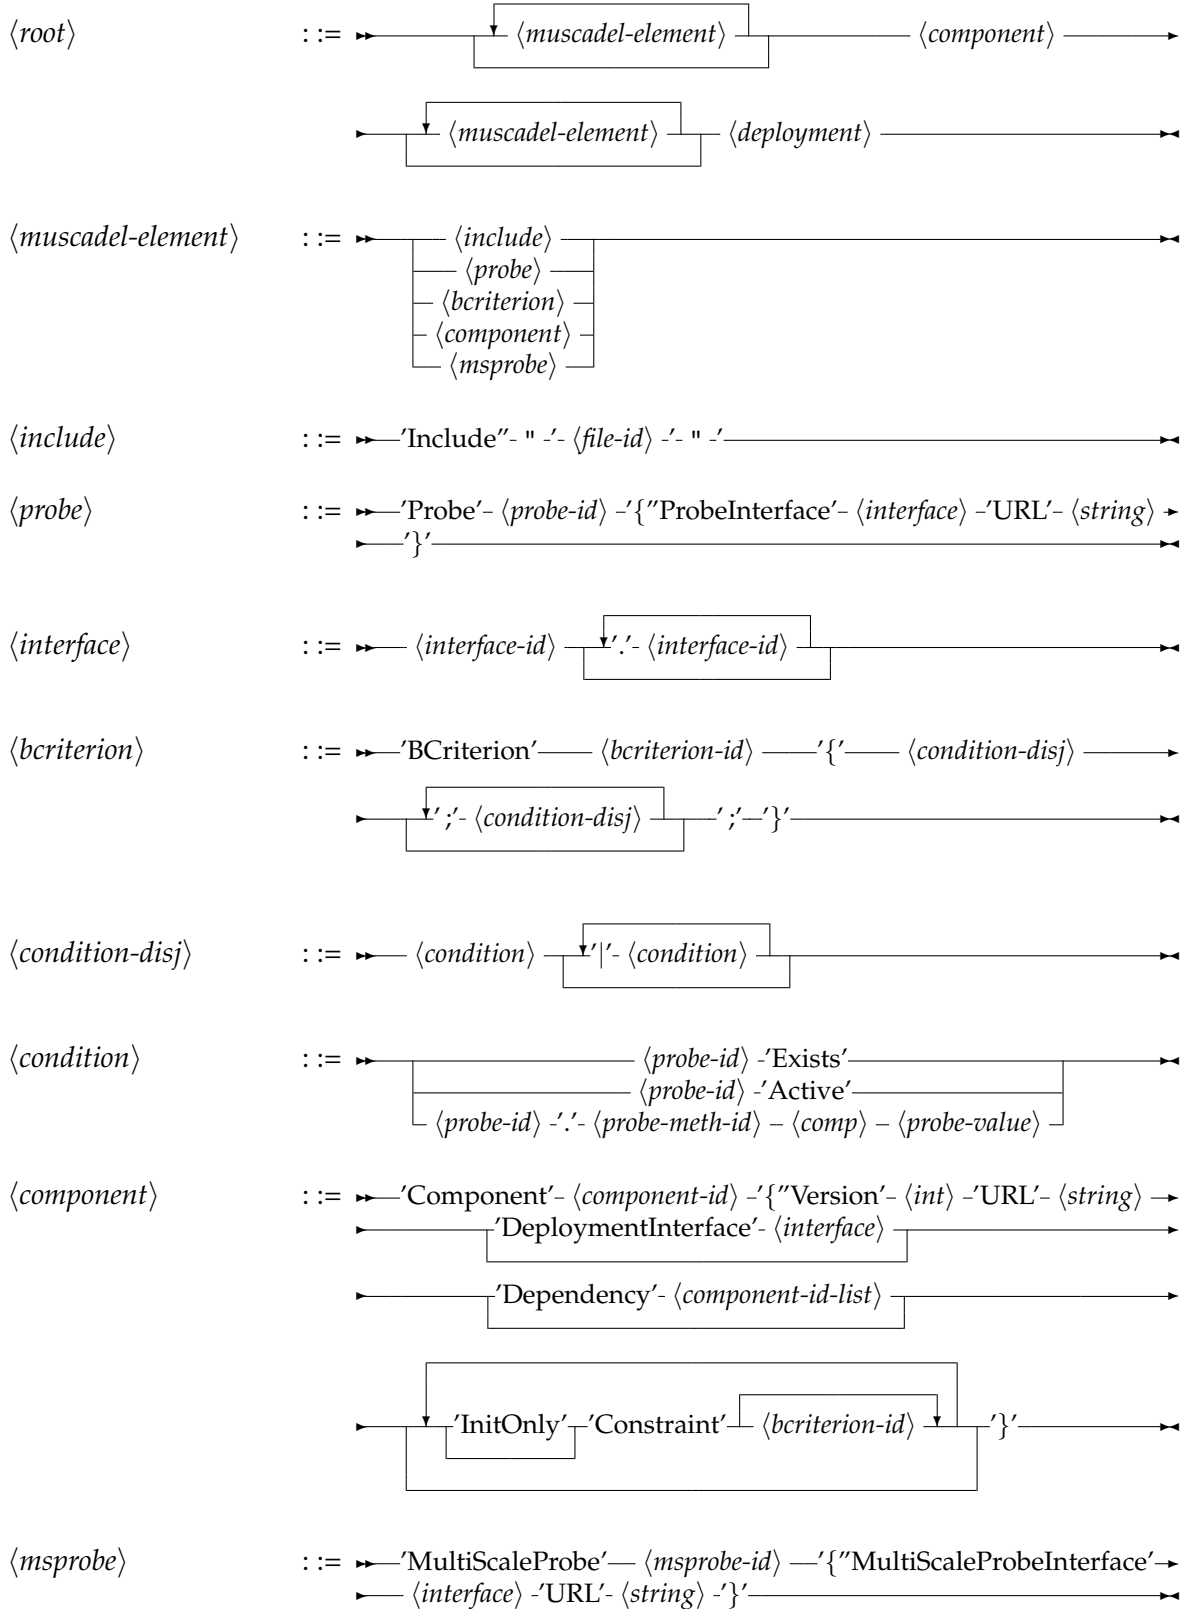 ⟨root⟩ : := ⟨muscadel-element⟩ ⟨component⟩
⟨muscadel-element⟩ ⟨deployment⟩
⟨muscadel-element⟩ : := ⟨include⟩
⟨probe⟩
⟨bcriterion⟩
⟨component⟩
⟨msprobe⟩
⟨include⟩ : := ’Include’’ " ’ ⟨file-id⟩ ’ " ’
⟨probe⟩ : := ’Probe’ ⟨probe-id⟩ ’{’’ProbeInterface’ ⟨interface⟩ ’URL’ ⟨string⟩
’}’
⟨interface⟩ : := ⟨interface-id⟩ ’.’ ⟨interface-id⟩
⟨bcriterion⟩ : := ’BCriterion’ ⟨bcriterion-id⟩ ’{’ ⟨condition-disj⟩
’ ;’ ⟨condition-disj⟩ ’ ;’ ’}’
⟨condition-disj⟩ : := ⟨condition⟩ ’|’ ⟨condition⟩
⟨condition⟩ : := ⟨probe-id⟩ ’Exists’
⟨probe-id⟩ ’Active’
⟨probe-id⟩ ’.’ ⟨probe-meth-id⟩ ⟨comp⟩ ⟨probe-value⟩
⟨component⟩ : := ’Component’ ⟨component-id⟩ ’{’’Version’ ⟨int⟩ ’URL’ ⟨string⟩
’DeploymentInterface’ ⟨interface⟩
’Dependency’ ⟨component-id-list⟩
’InitOnly’ ’Constraint’ ⟨bcriterion-id⟩ ’}’
⟨msprobe⟩ : := ’MultiScaleProbe’ ⟨msprobe-id⟩ ’{’’MultiScaleProbeInterface’
⟨interface⟩ ’URL’ ⟨string⟩ ’}’